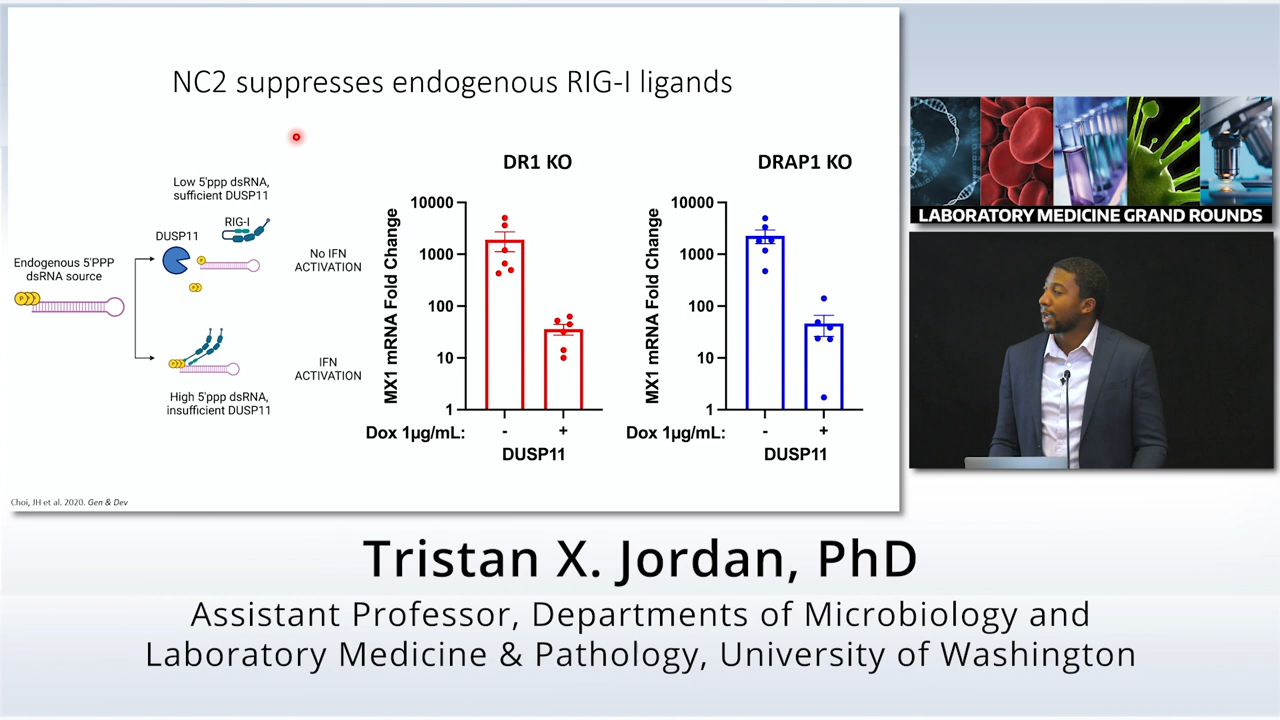 NC2 suppresses endogenous RIG-I ligands
Low 5'ppp dsRNA,
sufficient DUSP11
RIG-I
DUSP11
Endogenous 5'PPP
dsRNA source
P
P
P
No IFN
ACTIVATION
IFN
ACTIVATION
High 5'ppp dsRNA,
insufficient DUSP11
Choi, JH et al. 2020. Gen & Dev
DR1 KO
MX1 mRNA Fold Change
10000
1000
100
10
1
Dox 1µg/mL: - +
DUSP11
DRAP1 KO
MX1 mRNA Fold Change
10000
1000
100
10
1
Dox 1µg/mL: - +
DUSP11
LABORATORY MEDICINE GRAND ROUNDS
Tristan X. Jordan, PhD
Assistant Professor, Departments of Microbiology and
Laboratory Medicine & Pathology, University of Washington